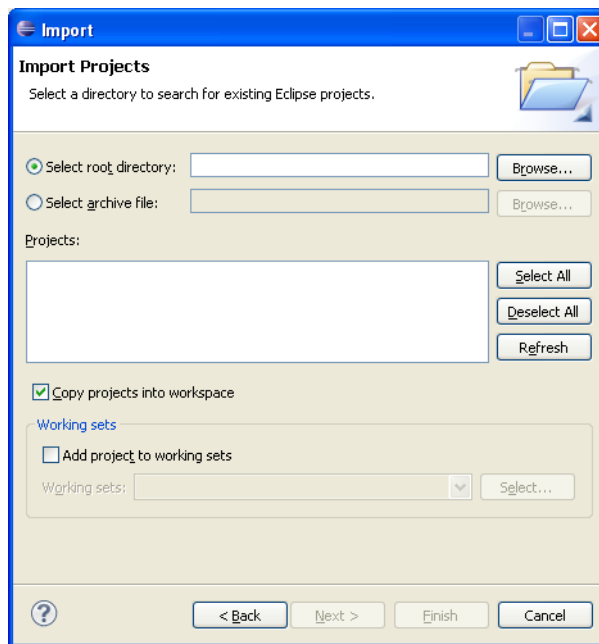 Import
Import Projects
Select a directory to search for existing Eclipse projects.
Select root directory:
Browse...
Select archive file:
Browse...
Projects:
Select All
Deselect All
Refresh
Copy projects into workspace
Working sets
Add project to working sets
Working sets:
Select...
?
< Back
Next >
Finish
Cancel